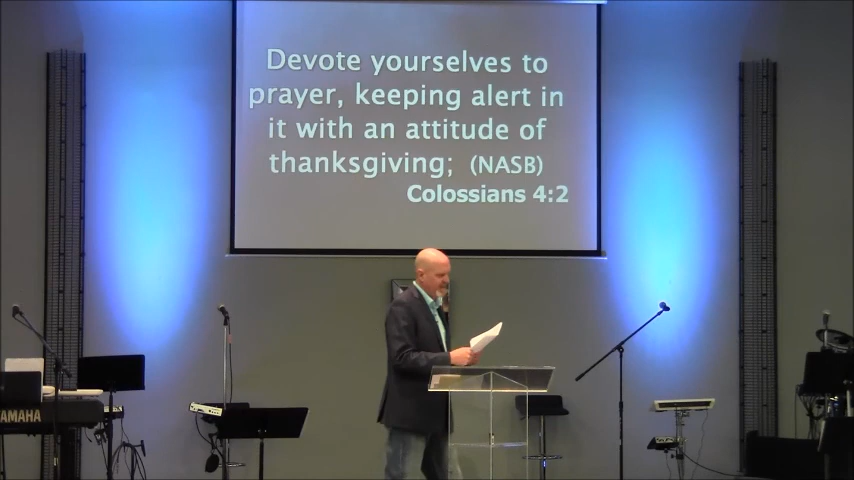 Devote yourselves to
prayer, keeping alert in
it with an attitude of
thanksgiving; (NASB)
Colossians 4:2
YAMAHA